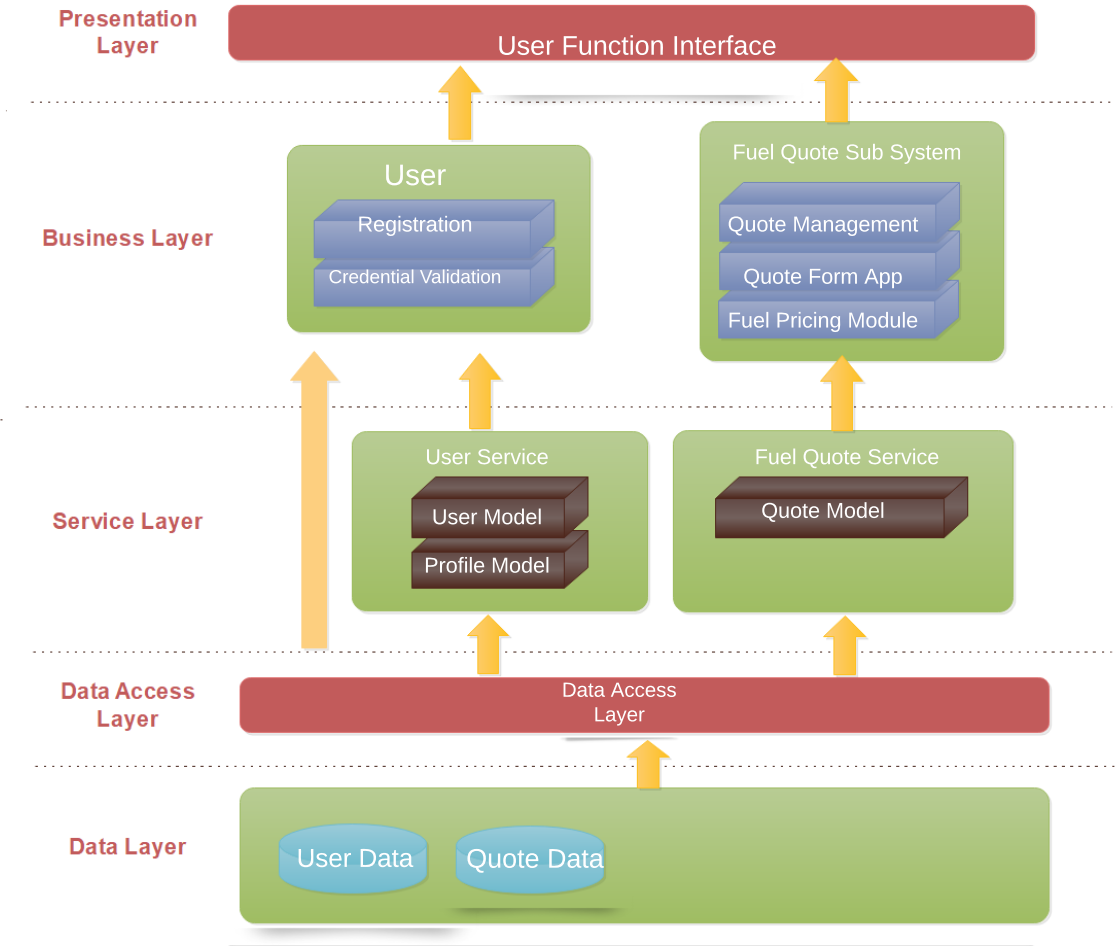 Presentation
Layer
User Function Interface
Business Layer
User
Registration
Credential Validation
Fuel Quote Sub System
Quote Management
Quote Form App
Fuel Pricing Module
Service Layer
User Service
User Model
Profile Model
Fuel Quote Service
Quote Model
Data Access
Layer
Data Access
Layer
Data Layer
User Data
Quote Data